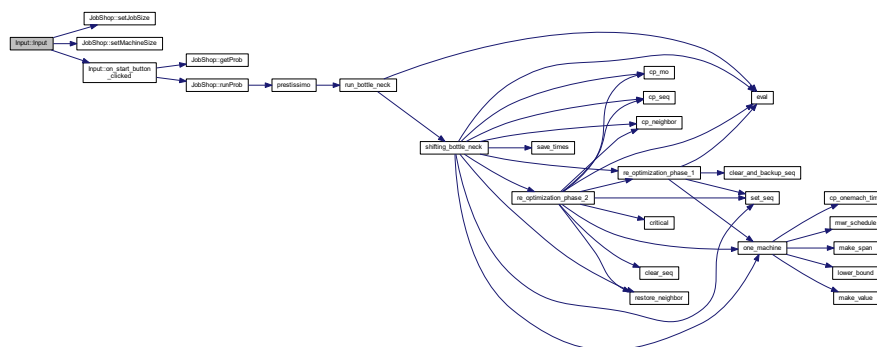 Input::Input
JobShop::setJobSize
JobShop::setMachineSize
Input::on_start_button
_clicked
JobShop::getProb
JobShop::runProb
prestissimo
run_bottle_neck
shifting_bottle_neck
save_times
cp_mo
cp_seq
cp_neighbor
eval
re_optimization_phase_1
re_optimization_phase_2
clear_and_backup_seq
set_seq
critical
clear_seq
restore_neighbor
one_machine
cp_onemach_tim
mwr_schedule
make_span
lower_bound
make_value